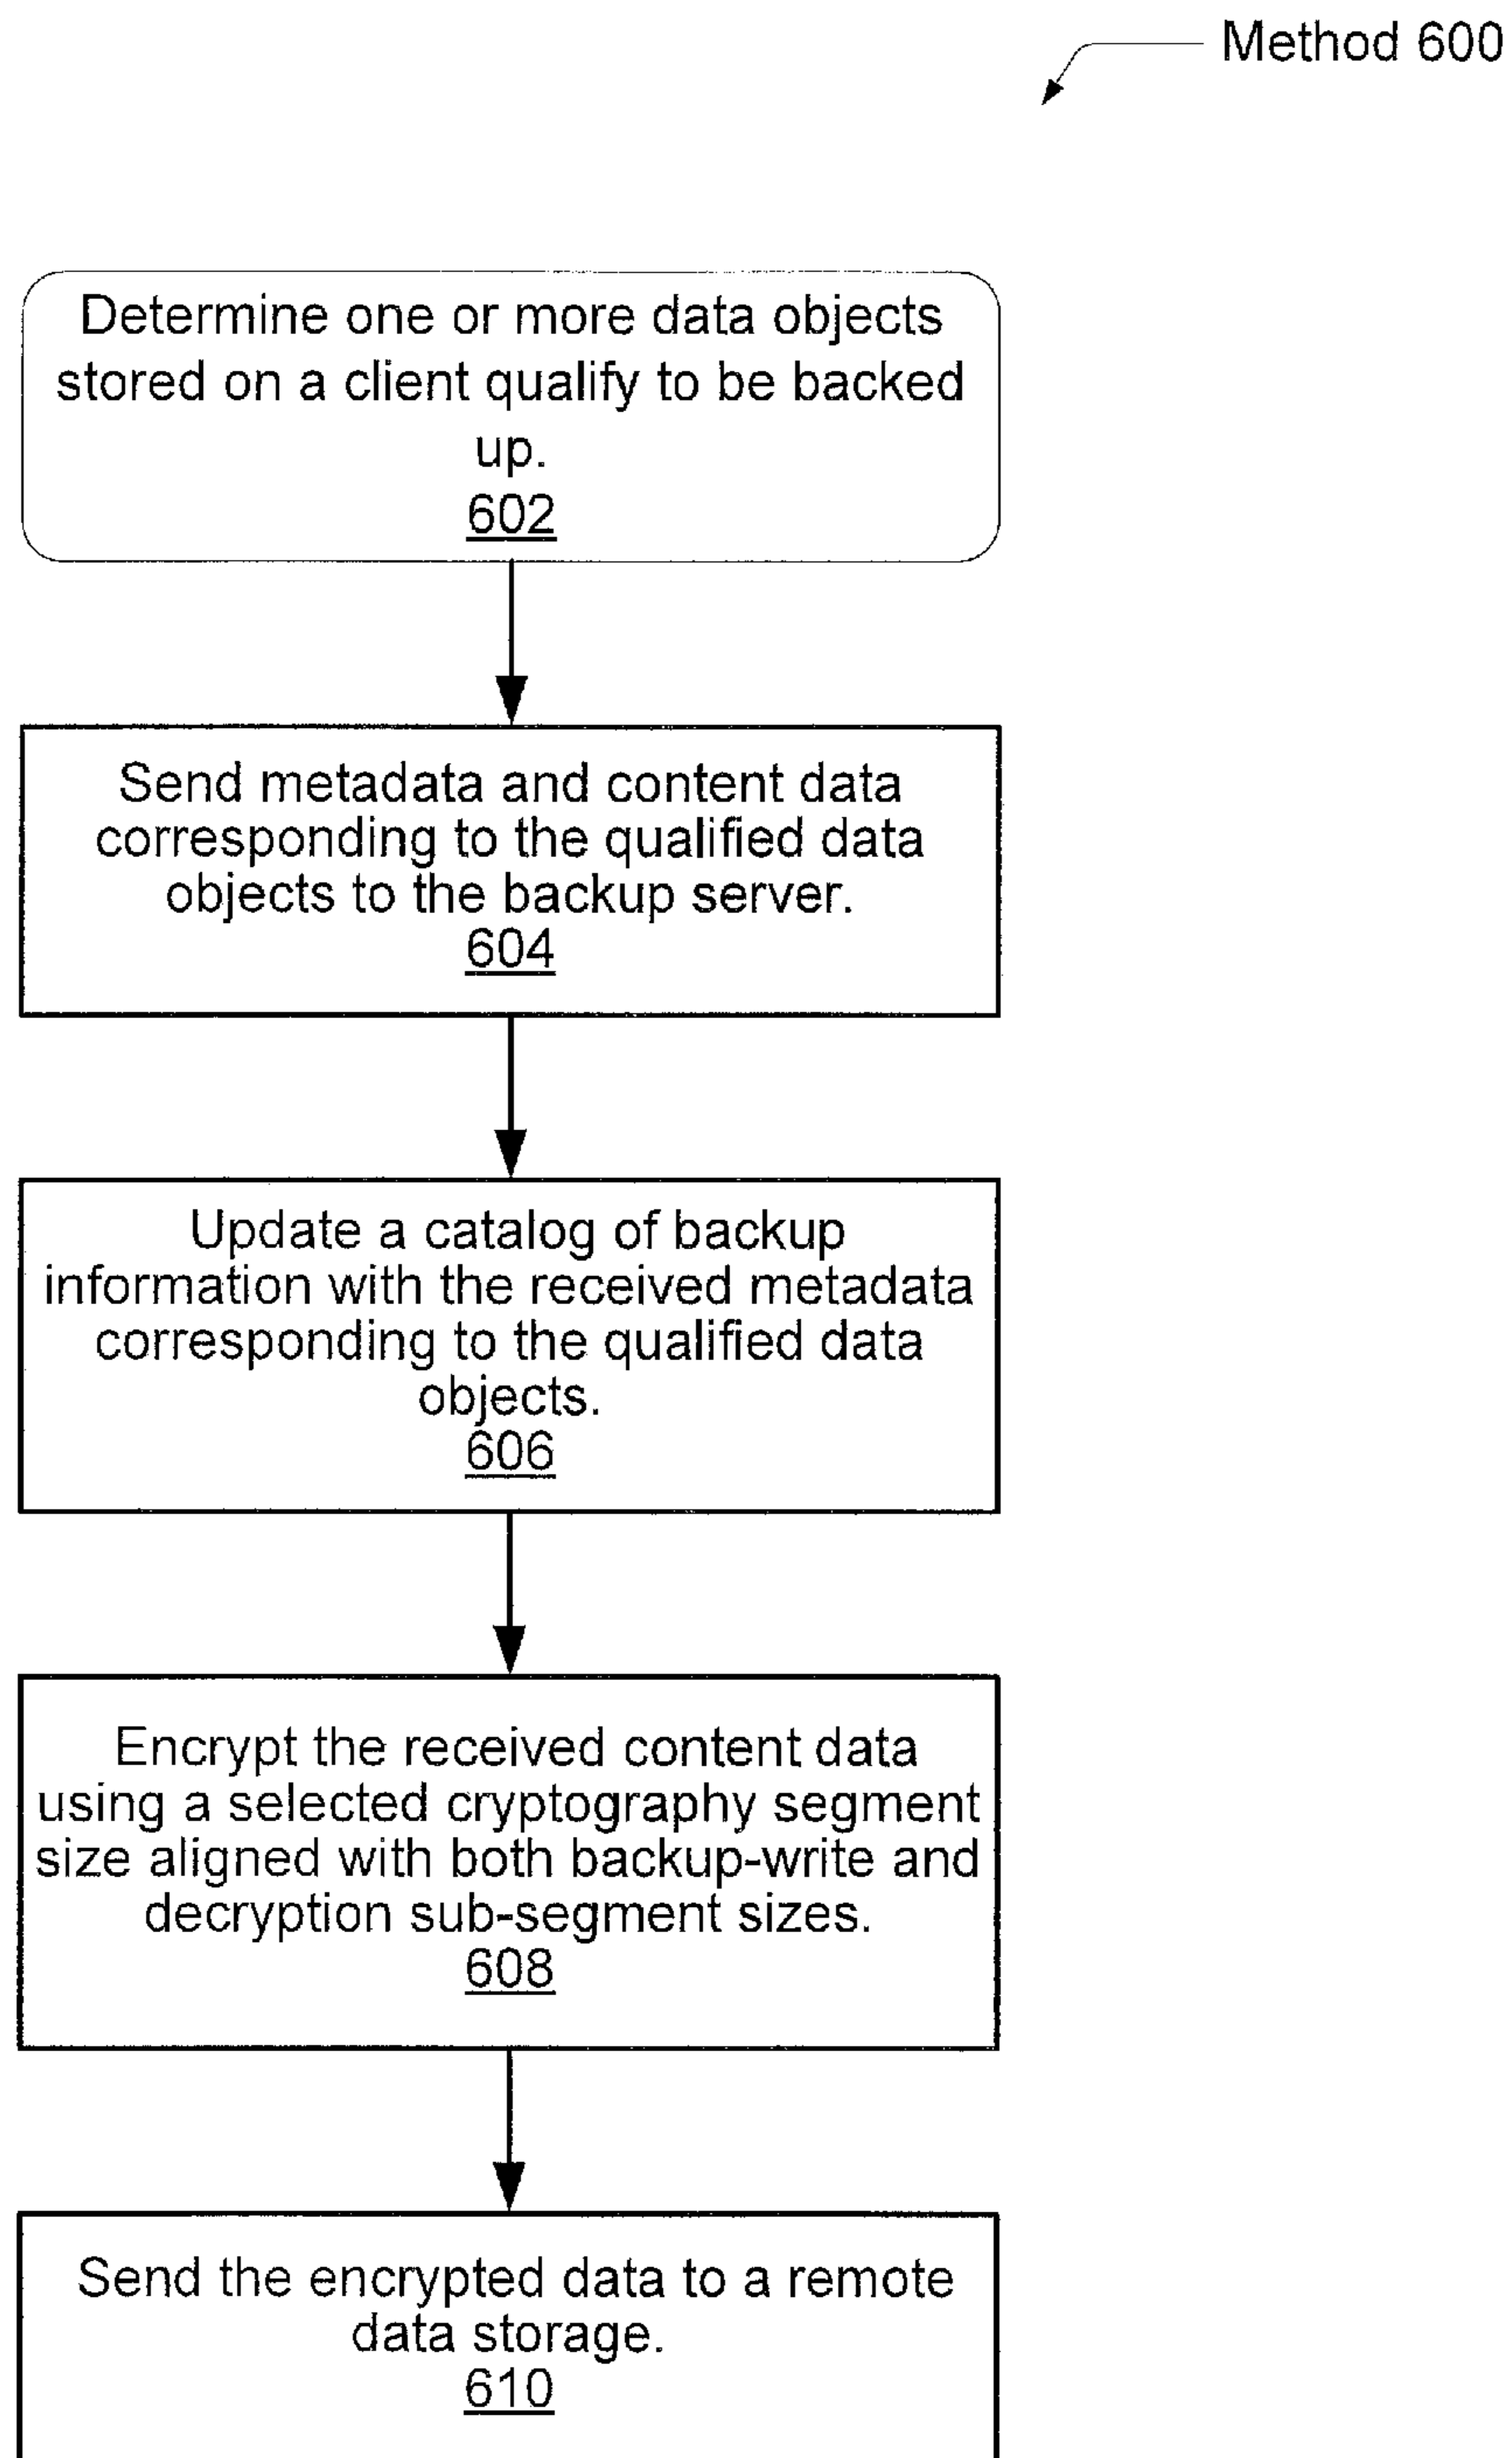 Method 600
Determine one or more data objects
stored on a client qualify to be backed
up.
602
Send metadata and content data
corresponding to the qualified data
objects to the backup server.
604
Update a catalog of backup
information with the received metadata
corresponding to the qualified data
objects.
606
Encrypt the received content data
using a selected cryptography segment
size aligned with both backup-write and
decryption sub-segment sizes.
608
Send the encrypted data to a remote
data storage.
610